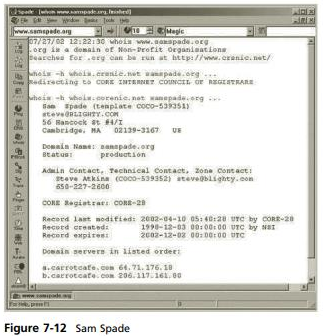 Spade - [whois www.samspade.org, finished]
File Edit View Window Basics Tools Help
www.samspade.org
10
Magic
07/27/02 12:22:30 whois www.samspade.org
.org is a domain of Non-Profit Organisations
Searches for .org can be run at http://www.crsnic.net/
whois -h whois.crsnic.net samspade.org ...
Redirecting to CORE INTERNET COUNCIL OF REGISTRARS
whois -h whois.corenic.net samspade.org ...
Sam Spade (template COCO-539351)
steve@BLIGHTY.COM
56 Hancock St #4/I
Cambridge, MA 02139-3167 US
Domain Name: samspade.org
Status: production
Admin Contact, Technical Contact, Zone Contact:
Steve Atkins (COCO-539352) steve@blighty.com
650-227-2606
CORE Registrar: CORE-28
Record last modified: 2002-04-10 05:40:28 UTC by CORE-28
Record created: 1998-12-03 00:00:00 UTC by NSI
Record expires: 2002-12-02 00:00:00 UTC
Domain servers in listed order:
a.carrotcafe.com 64.71.176.18
b.carrotcafe.com 206.117.161.80
www.samspade.org
For Help, press F1
Figure 7-12 Sam Spade